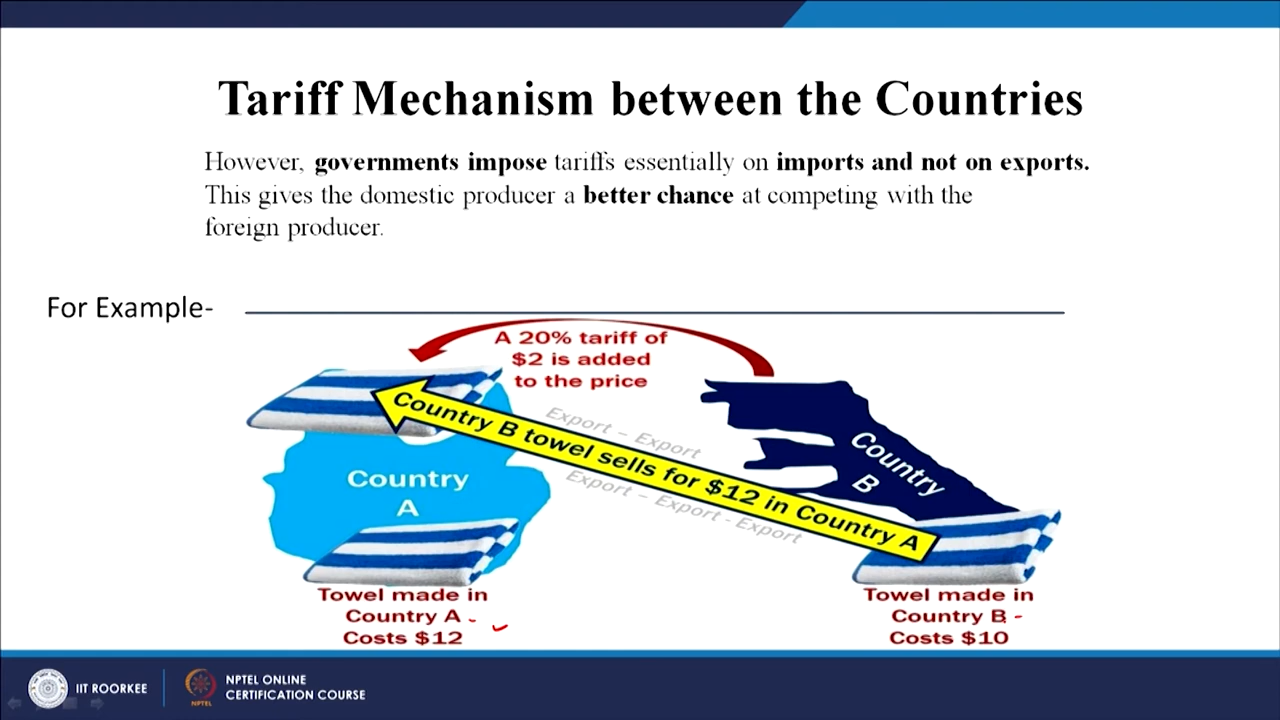 Tariff Mechanism between the Countries
However, governments impose tariffs essentially on imports and not on exports.
This gives the domestic producer a better chance at competing with the
foreign producer.
For Example-
A 20% tariff of
$2 is added
to the price
Export – Export
Country B towel sells for $12 in Country A
Export – Export - Export
Country
A
Country
B
Towel made in
Country A
Costs $12
Towel made in
Country B
Costs $10
IIT ROORKEE
NPTEL
NPTEL ONLINE
CERTIFICATION COURSE